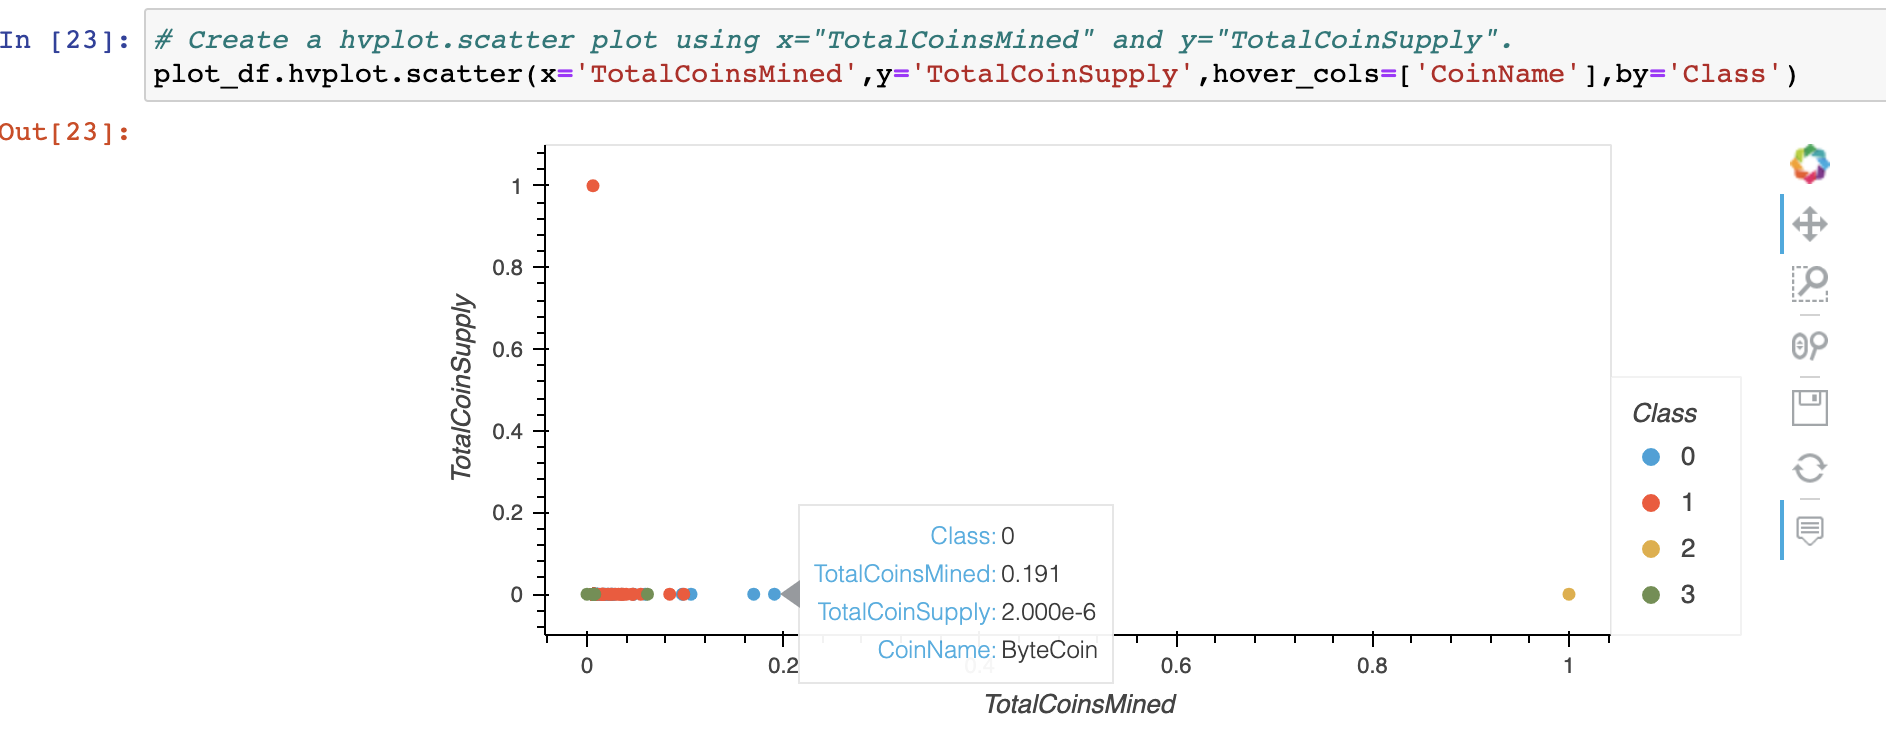 In [23]:
# Create a hvplot.scatter plot using x="TotalCoinsMined" and y="TotalCoinSupply".
plot_df.hvplot.scatter(x='TotalCoinsMined',y='TotalCoinSupply',hover_cols=['CoinName'],by='Class')
Out[23]:
1
0.8
0.6
0.4
0.2
0
TotalCoinSupply
Class: 0
TotalCoinsMined: 0.191
TotalCoinSupply: 2.000e-6
CoinName: ByteCoin
0
0.2
0.4
0.6
0.8
1
TotalCoinsMined
Class
0
1
2
3